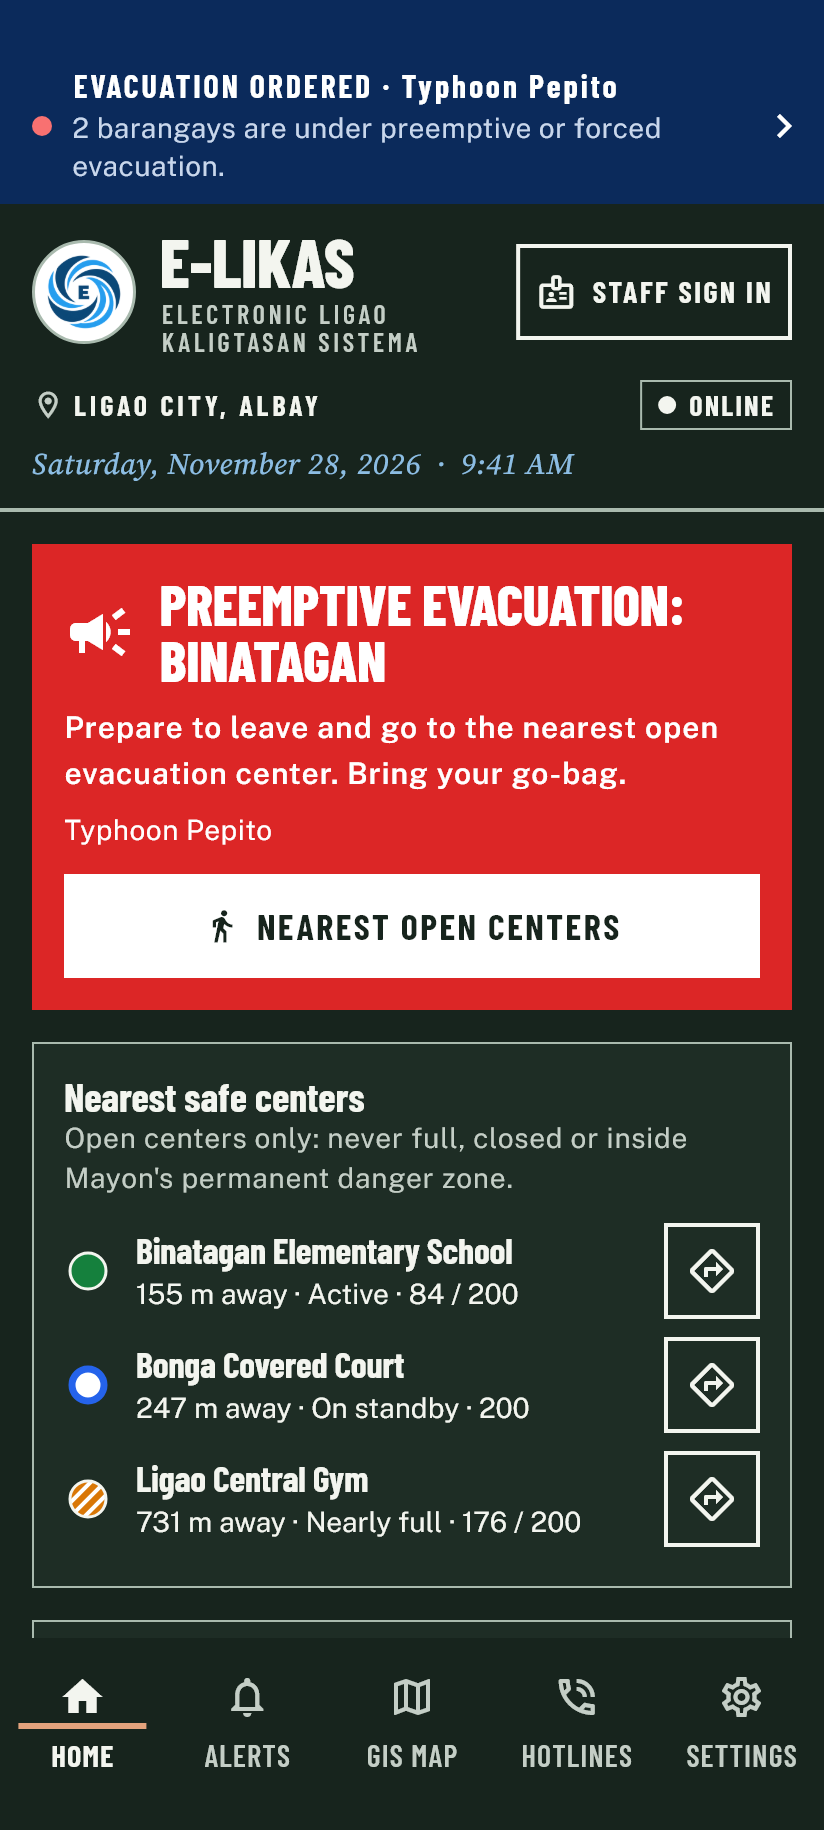 EVACUATION ORDERED · Typhoon Pepito
2 barangays are under preemptive or forced
evacuation.
E
E-LIKAS
ELECTRONIC LIGAO
KALIGTASAN SISTEMA
STAFF SIGN IN
LIGAO CITY, ALBAY
ONLINE
Saturday, November 28, 2026 · 9:41 AM
PREEMPTIVE EVACUATION:
BINATAGAN
Prepare to leave and go to the nearest open
evacuation center. Bring your go-bag.
Typhoon Pepito
NEAREST OPEN CENTERS
Nearest safe centers
Open centers only: never full, closed or inside
Mayon's permanent danger zone.
Binatagan Elementary School
155 m away · Active · 84 / 200
Bonga Covered Court
247 m away · On standby · 200
Ligao Central Gym
731 m away · Nearly full · 176 / 200
HOME
ALERTS
GIS MAP
HOTLINES
SETTINGS